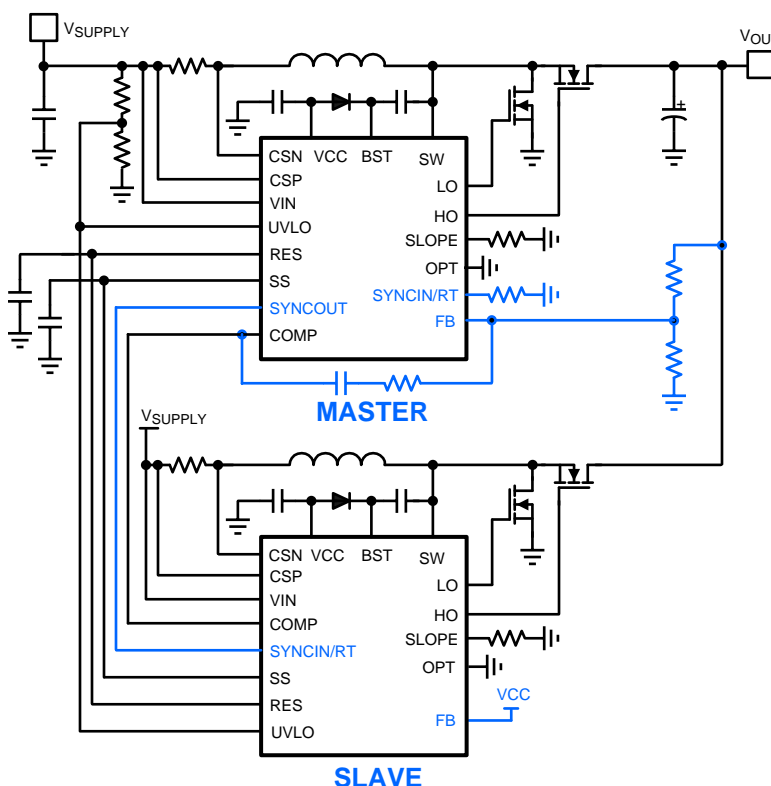 VSUPPLY
VOU
+
CSN
VCC
BST
SW
CSP
LO
VIN
HO
UVLO
SLOPE
RES
OPT
SS
SYNCIN/RT
SYNCOUT
FB
COMP
MASTER
VSUPPLY
CSN
VCC
BST
SW
CSP
LO
VIN
HO
COMP
SLOPE
SYNCIN/RT
OPT
SS
VCC
RES
FB
UVLO
SLAVE